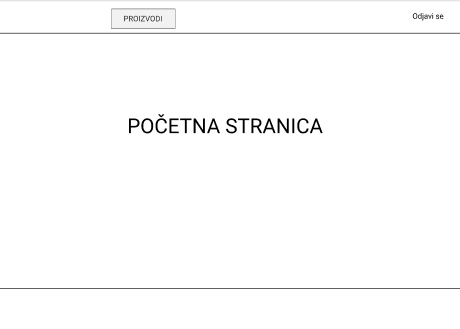 PROIZVODI
Odjavi se
POČETNA STRANICA